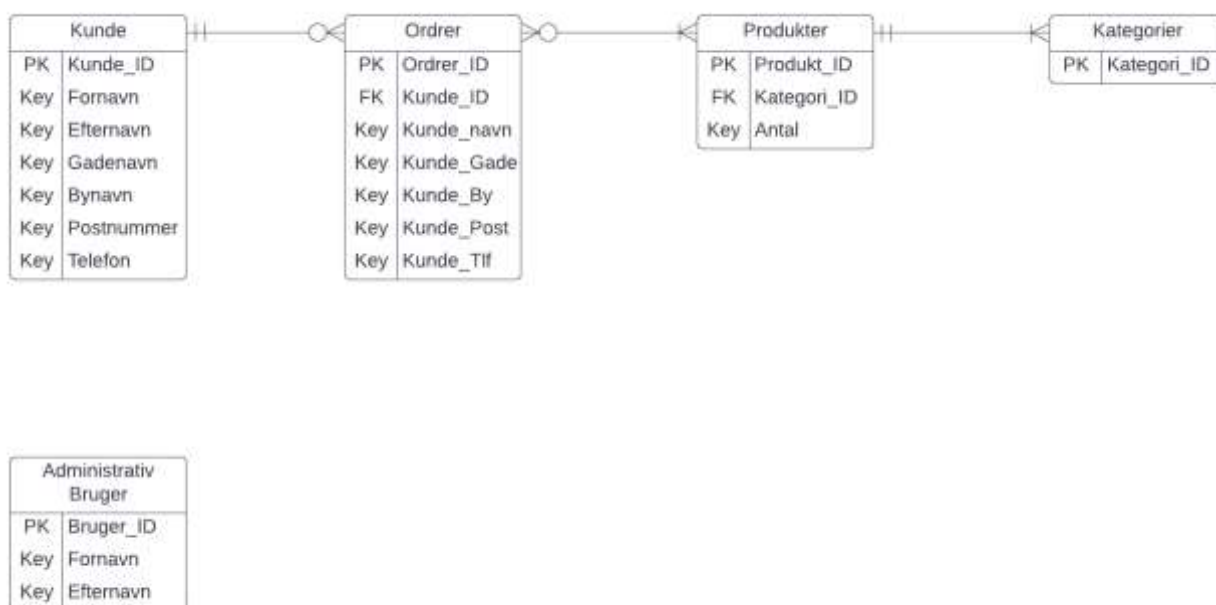 Kunde
PK Kunde_ID
Key Fornavn
Key Efternavn
Key Gadenavn
Key Bynavn
Key Postnummer
Key Telefon
Ordrer
PK Ordrer_ID
FK Kunde_ID
Key Kunde_navn
Key Kunde_Gade
Key Kunde_By
Key Kunde_Post
Key Kunde_Tlf
Produkter
PK Produkt_ID
FK Kategori_ID
Key Antal
Kategorier
PK Kategori_ID
Administrativ
Bruger
PK Bruger_ID
Key Fornavn
Key Efternavn